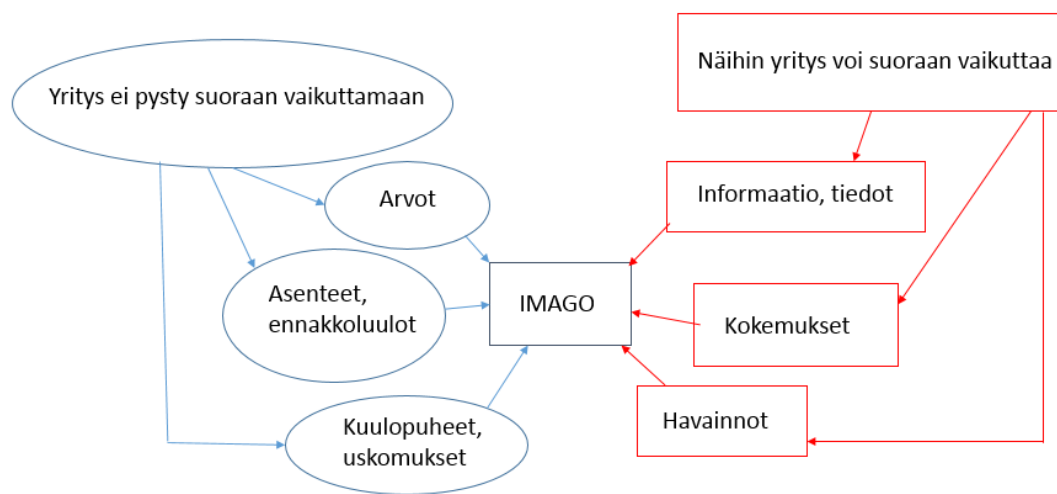 Yritys ei pysty suoraan vaikuttamaan
Näihin yritys voi suoraan vaikuttaa
Arvot
Informaatio, tiedot
Asenteet,
ennakkoluulot
IMAGO
Kokemukset
Kuulopuheet,
uskomukset
Havainnot